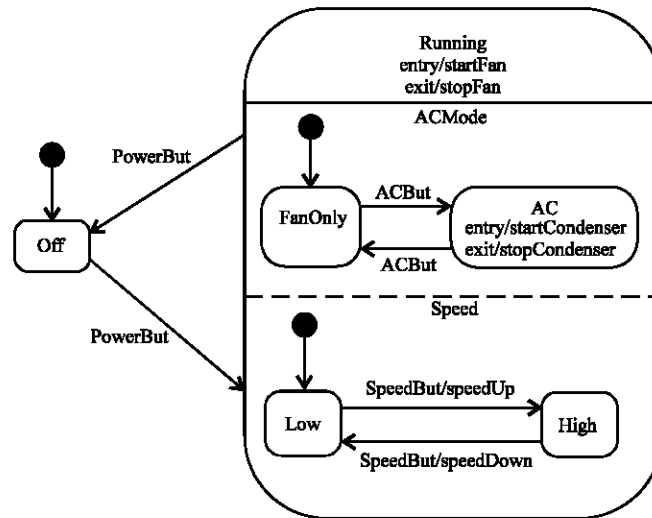 Running
entry/startFan
exit/stopFan
ACMode
PowerBut
Off
FanOnly
ACBut
AC
entry/startCondenser
exit/stopCondenser
ACBut
Speed
PowerBut
SpeedBut/speedUp
Low
High
SpeedBut/speedDown